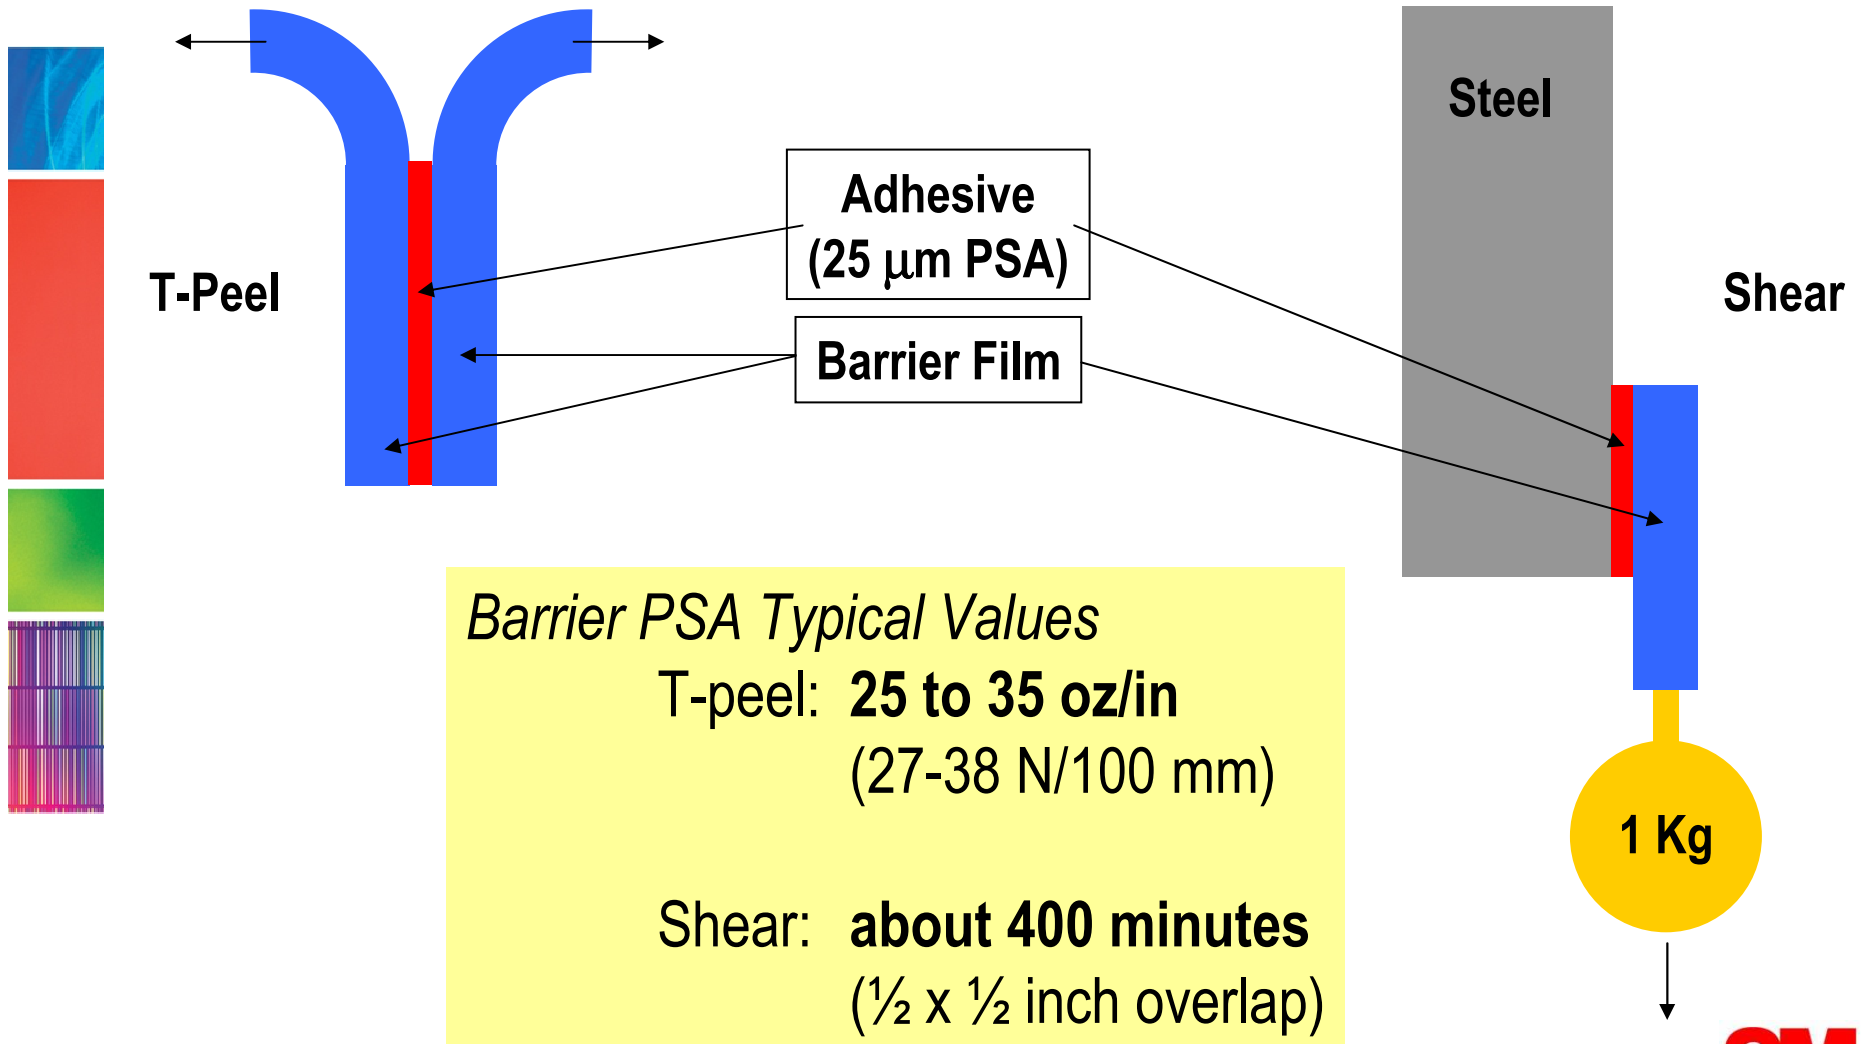 Steel
Adhesive
(25 μm PSA)
T-Peel
Shear
Barrier Film
Barrier PSA Typical Values
T-peel: 25 to 35 oz/in
(27-38 N/100 mm)
1 Kg
Shear: about 400 minutes
(½ x ½ inch overlap)